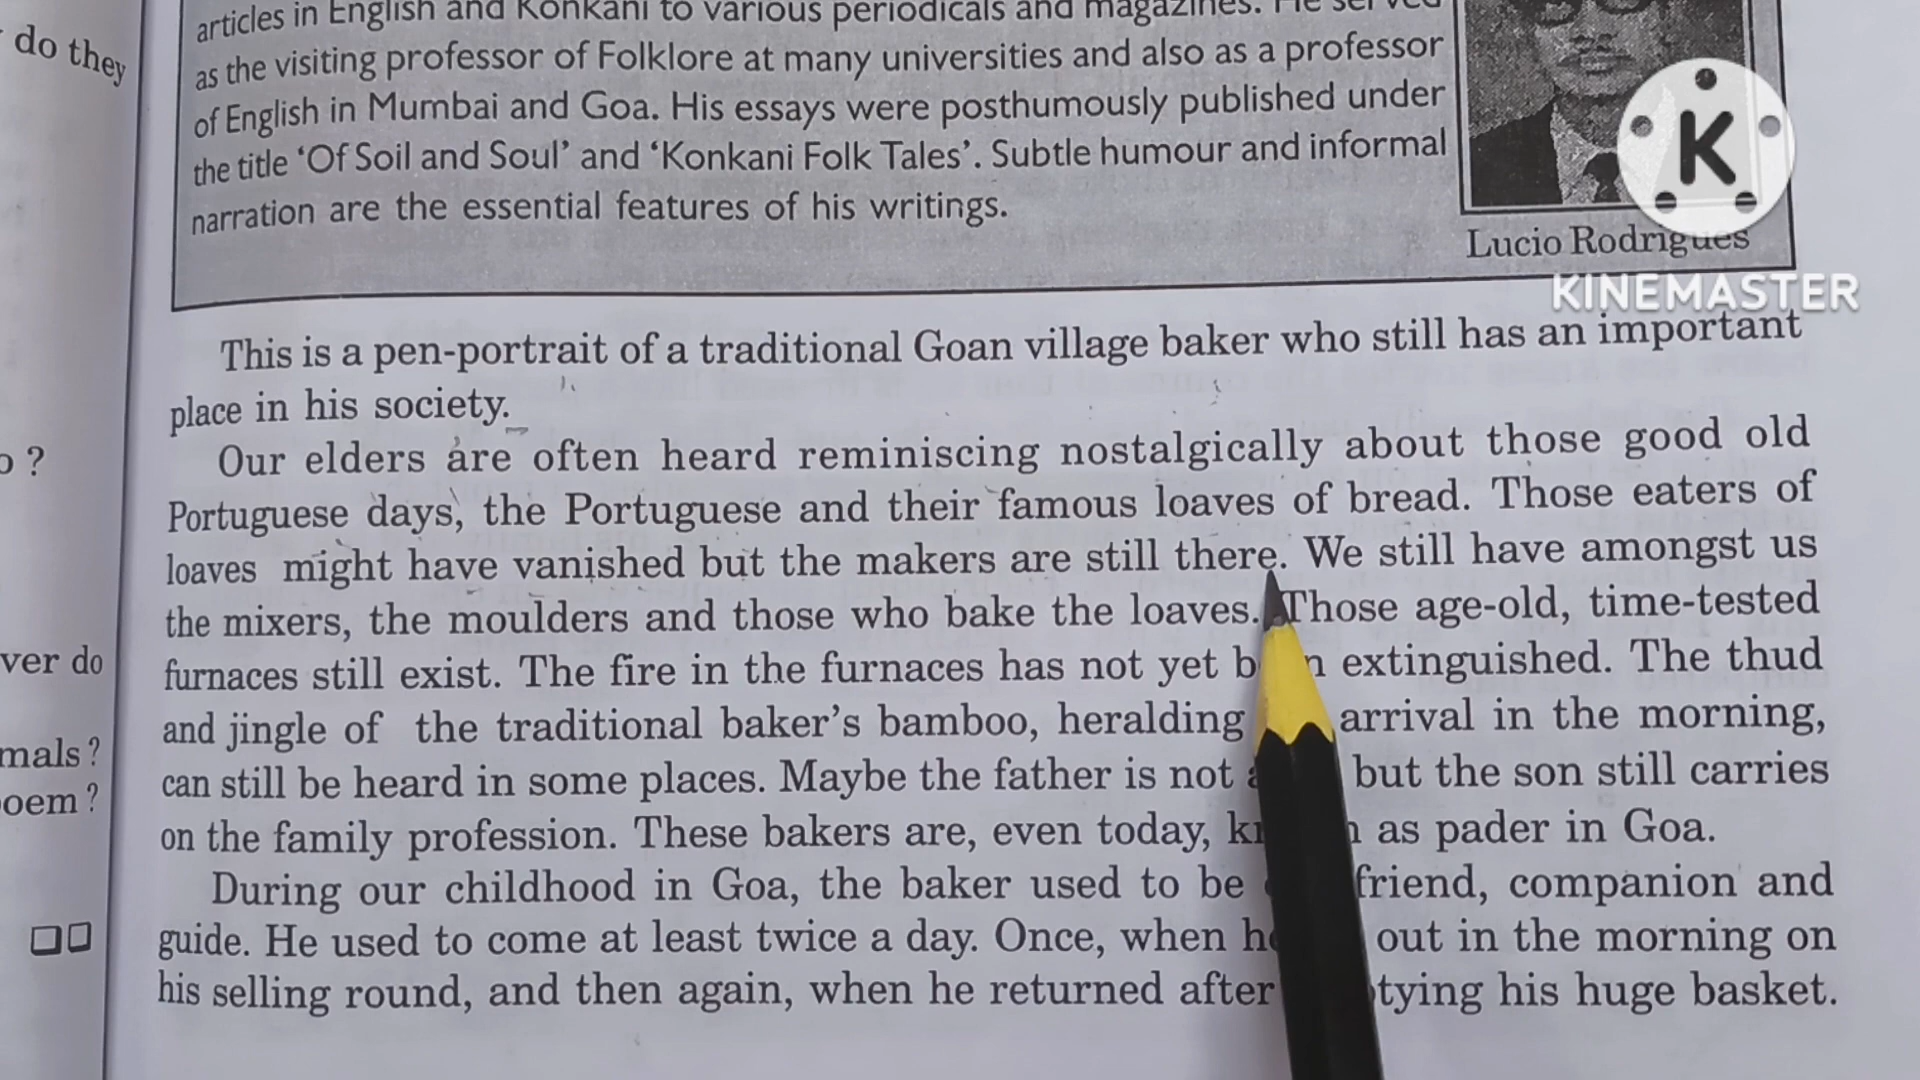 do they
articles in English and Konkani to various periodicals and magazines. He served
as the visiting professor of Folklore at many universities and also as a professor
of English in Mumbai and Goa. His essays were posthumously published under
the title ‘Of Soil and Soul’ and ‘Konkani Folk Tales’. Subtle humour and informal
narration are the essential features of his writings.
K
Lucio Rodrigues
KINEMASTER
This is a pen-portrait of a traditional Goan village baker who still has an important
place in his society.
Our elders are often heard reminiscing nostalgically about those good old
Portuguese days, the Portuguese and their famous loaves of bread. Those eaters of
loaves might have vanished but the makers are still there. We still have amongst us
the mixers, the moulders and those who bake the loaves. Those age-old, time-tested
furnaces still exist. The fire in the furnaces has not yet extinguished. The thud
and jingle of the traditional baker’s bamboo, heralding arrival in the morning,
can still be heard in some places. Maybe the father is not but the son still carries
on the family profession. These bakers are, even today, as pader in Goa.
During our childhood in Goa, the baker used to be friend, companion and
guide. He used to come at least twice a day. Once, when out in the morning on
his selling round, and then again, when he returned after his huge basket.
?
ver do
mals ?
oem ?